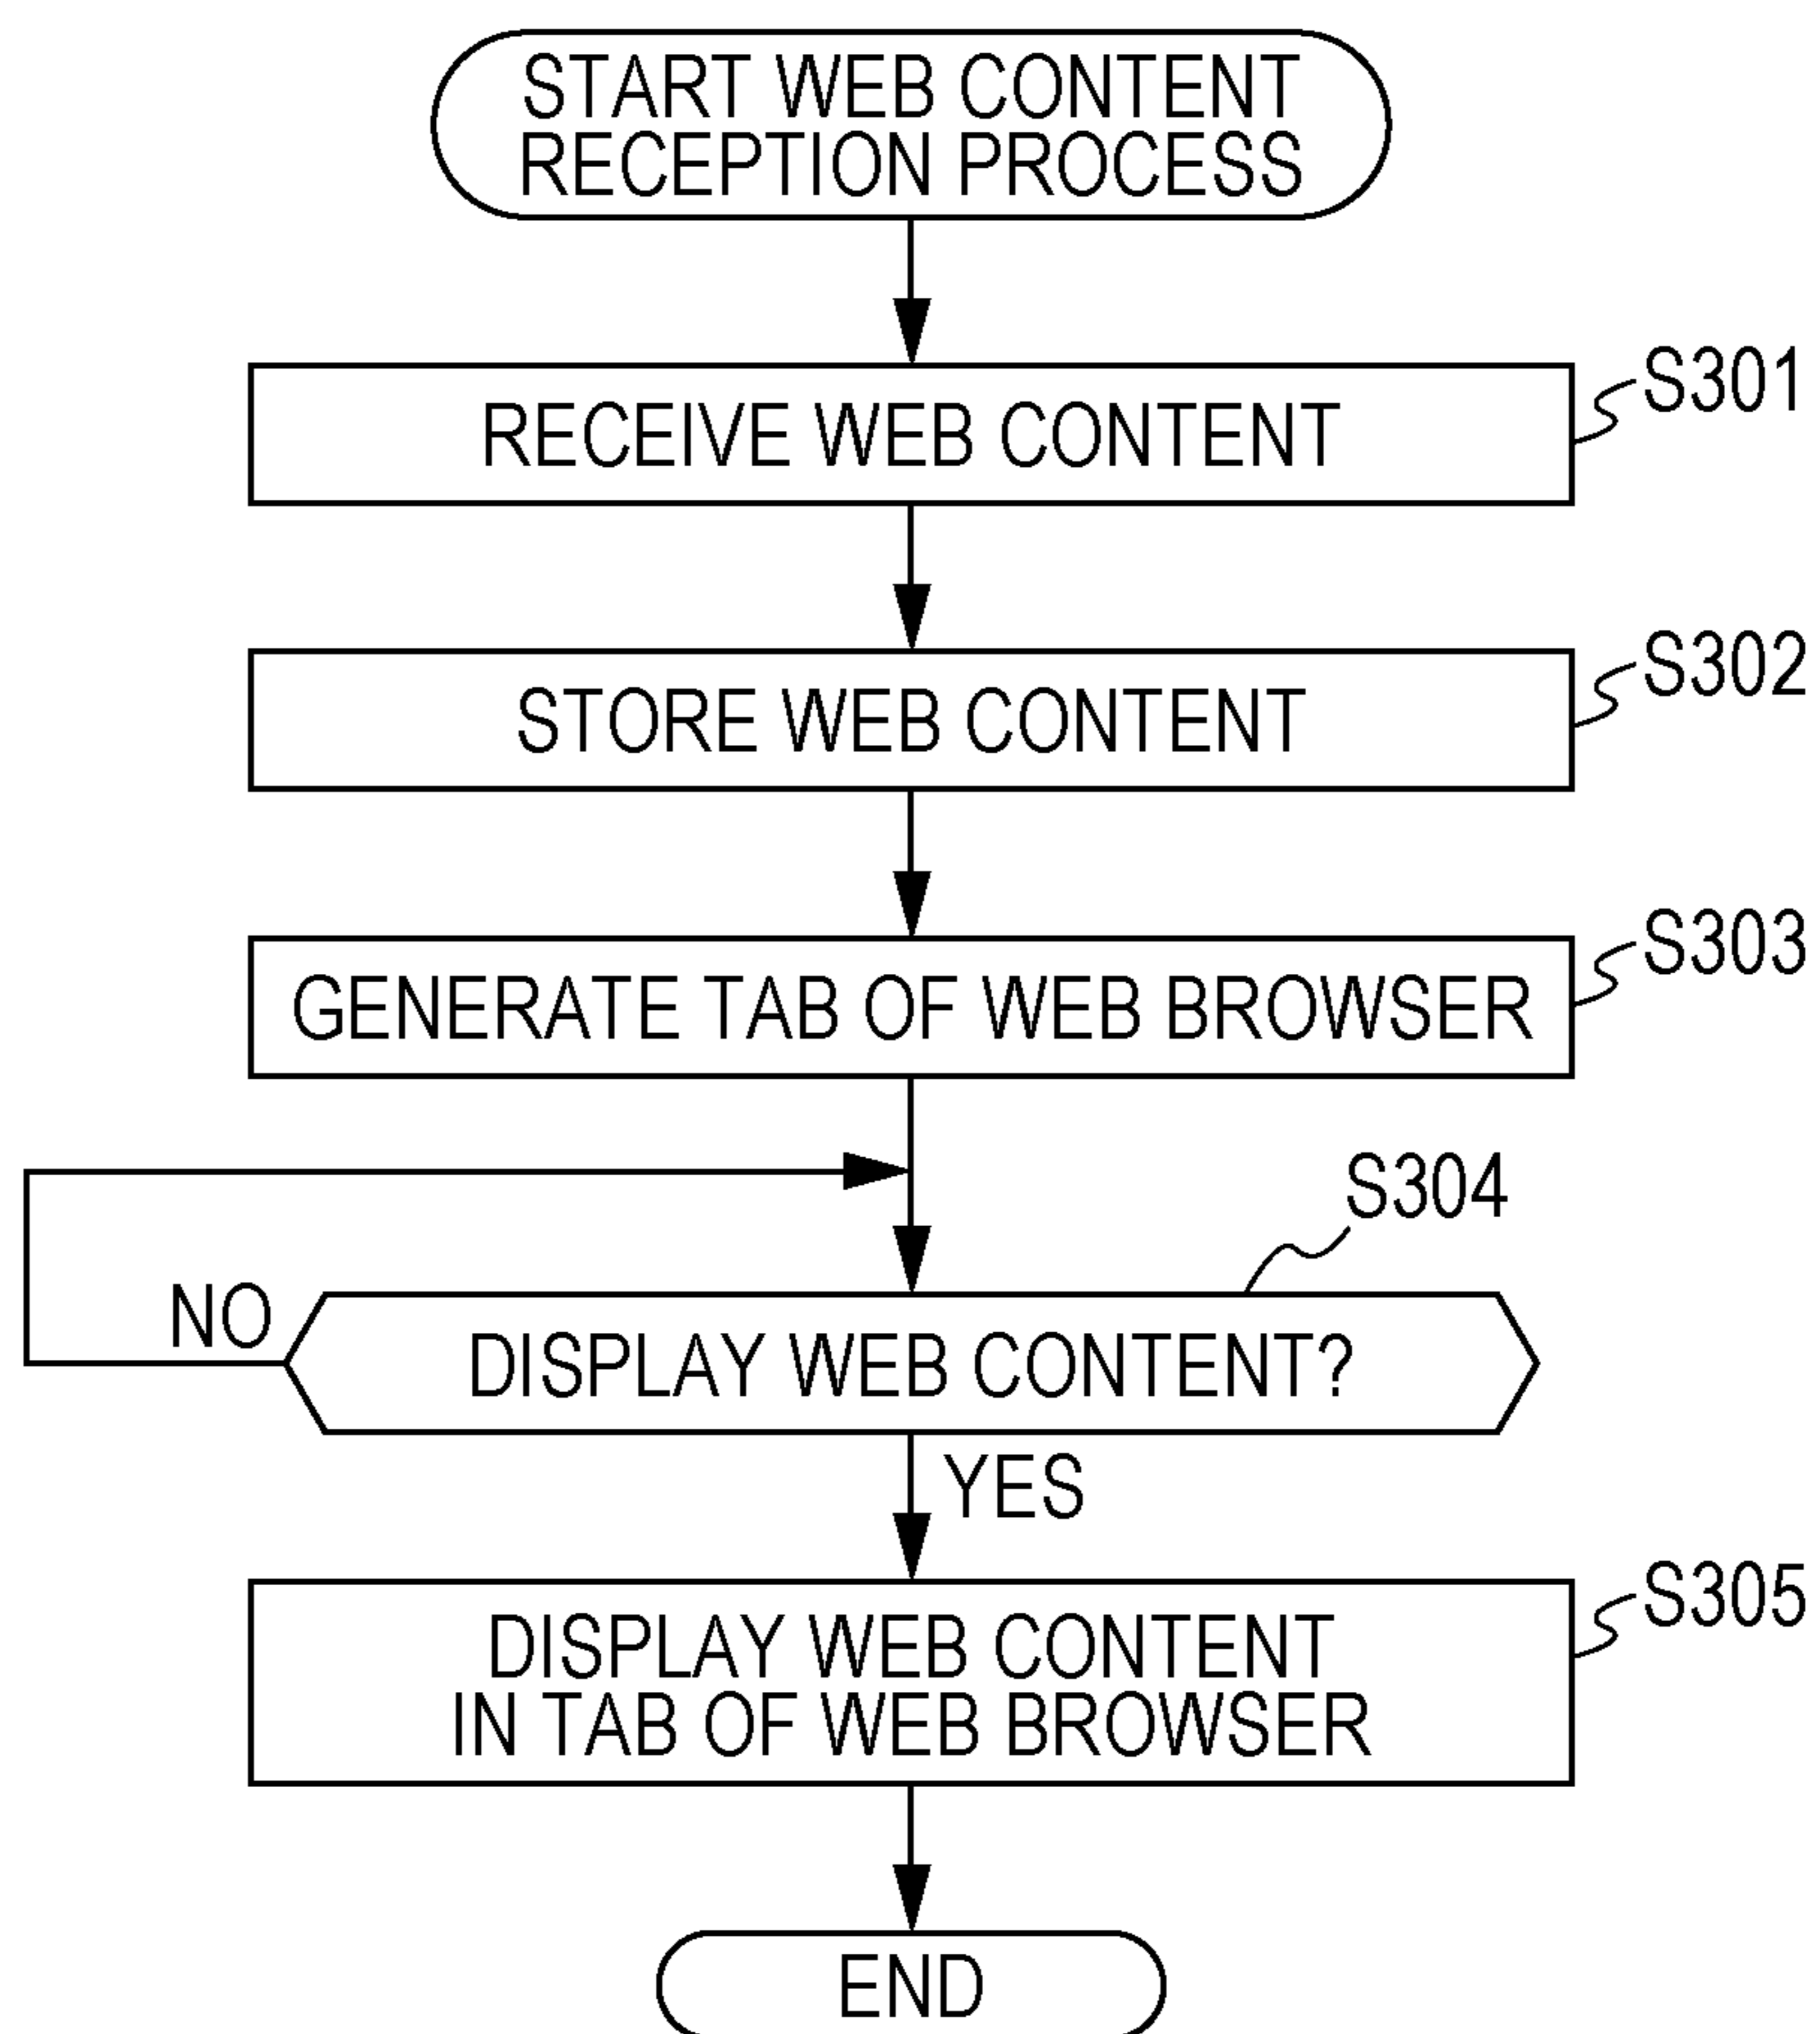 START WEB CONTENT
RECEPTION PROCESS
RECEIVE WEB CONTENT
S301
STORE WEB CONTENT
S302
GENERATE TAB OF WEB BROWSER
S303
S304
NO
DISPLAY WEB CONTENT?
YES
DISPLAY WEB CONTENT
IN TAB OF WEB BROWSER
S305
END